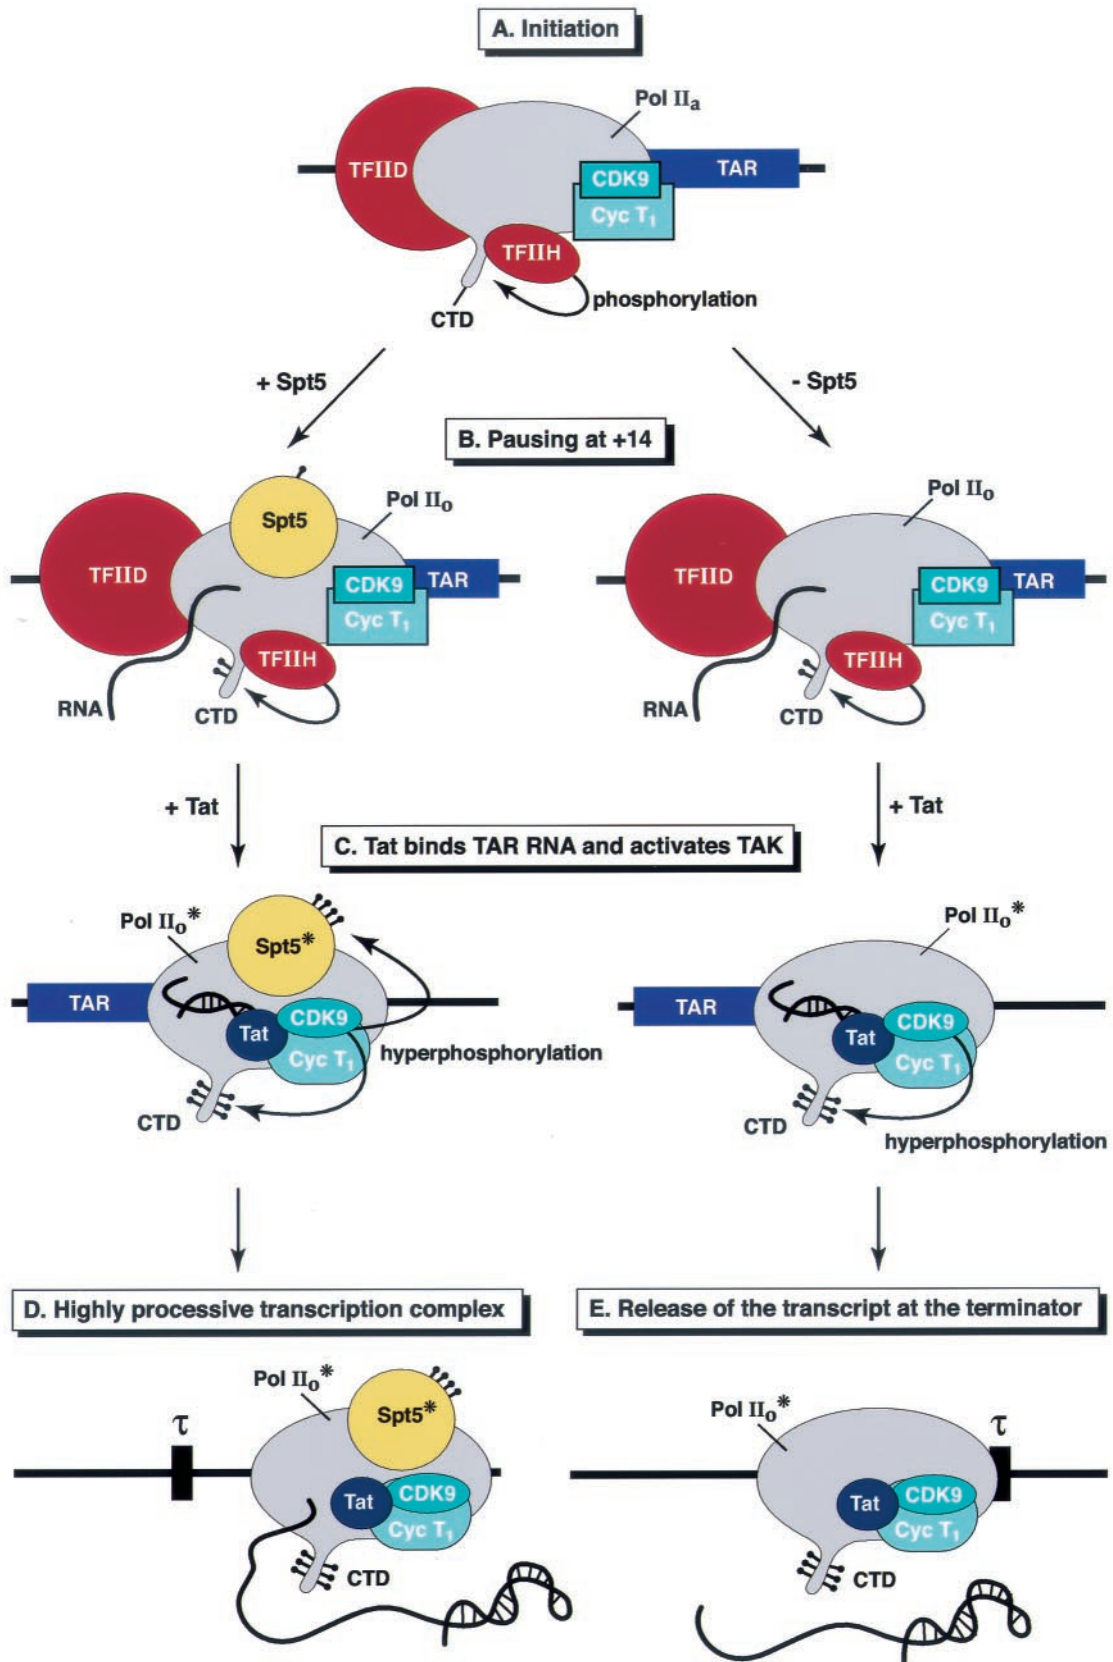 A. Initiation
Pol IIa
TFIID
CDK9
TAR
Cyc T1
TFIIH
phosphorylation
CTD
+ Spt5
- Spt5
B. Pausing at +14
Spt5
Pol IIo
TFIID
CDK9
TAR
Cyc T1
TFIIH
RNA
CTD
Pol IIo
TFIID
CDK9
TAR
Cyc T1
TFIIH
RNA
CTD
+ Tat
+ Tat
C. Tat binds TAR RNA and activates TAK
Pol IIo*
Spt5*
TAR
Tat
CDK9
Cyc T1
hyperphosphorylation
CTD
Pol IIo*
TAR
Tat
CDK9
Cyc T1
CTD
hyperphosphorylation
D. Highly processive transcription complex
E. Release of the transcript at the terminator
Pol IIo*
Spt5*
τ
Tat
CDK9
Cyc T1
CTD
Pol IIo*
τ
Tat
CDK9
Cyc T1
CTD